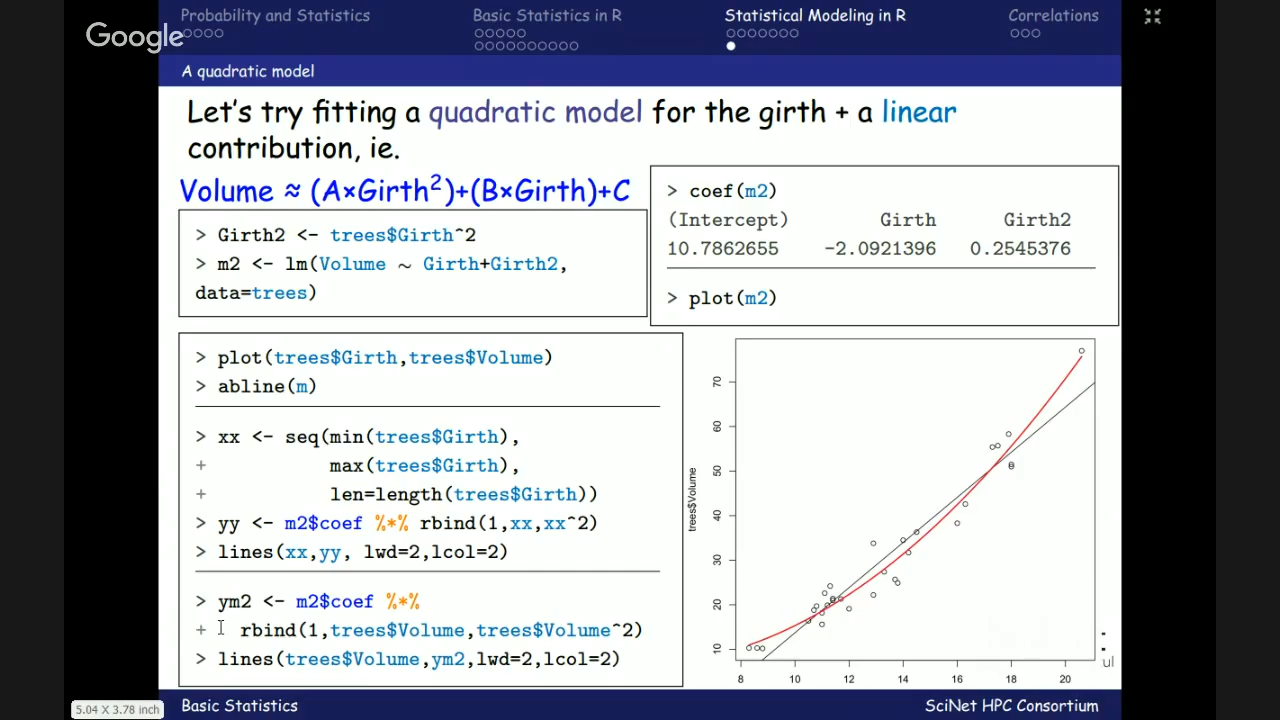 Probability and Statistics
Basic Statistics in R
Statistical Modeling in R
Correlations
Google
A quadratic model
Let's try fitting a quadratic model for the girth + a linear
contribution, ie.
Volume ≈ (A×Girth²)+(B×Girth)+C
> Girth2 <- trees$Girth^2
> m2 <- lm(Volume ~ Girth+Girth2,
data=trees)
> coef(m2)
(Intercept) Girth Girth2
10.7862655 -2.0921396 0.2545376
> plot(m2)
> plot(trees$Girth,trees$Volume)
> abline(m)
> xx <- seq(min(trees$Girth),
+ max(trees$Girth),
+ len=length(trees$Girth))
> yy <- m2$coef %*% rbind(1,xx,xx^2)
> lines(xx,yy, lwd=2,lcol=2)
> ym2 <- m2$coef %*%
+ rbind(1,trees$Volume,trees$Volume^2)
> lines(trees$Volume,ym2,lwd=2,lcol=2)
trees$Volume
70
60
50
40
30
20
10
8 10 12 14 16 18 20
ul
5.04 X 3.78 inch
Basic Statistics
SciNet HPC Consortium